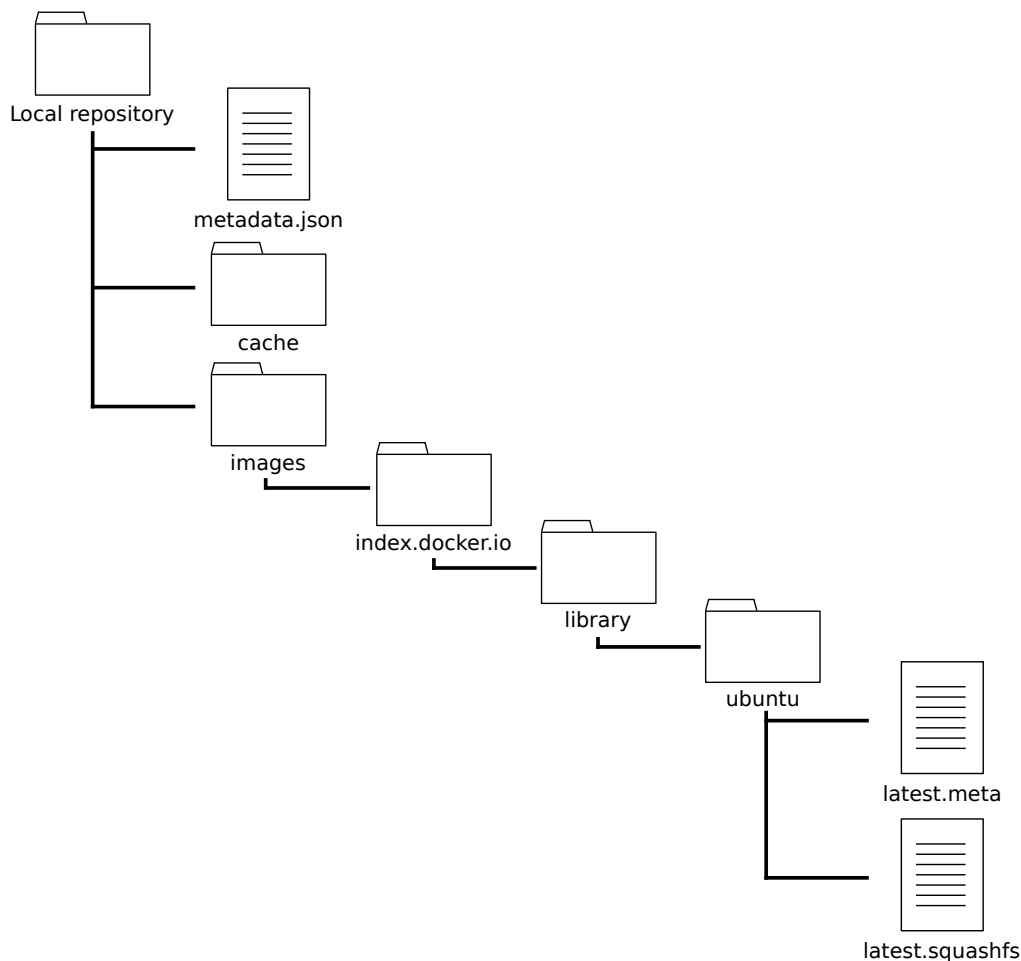 Local repository
metadata.json
cache
images
index.docker.io
library
ubuntu
latest.meta
latest.squashfs